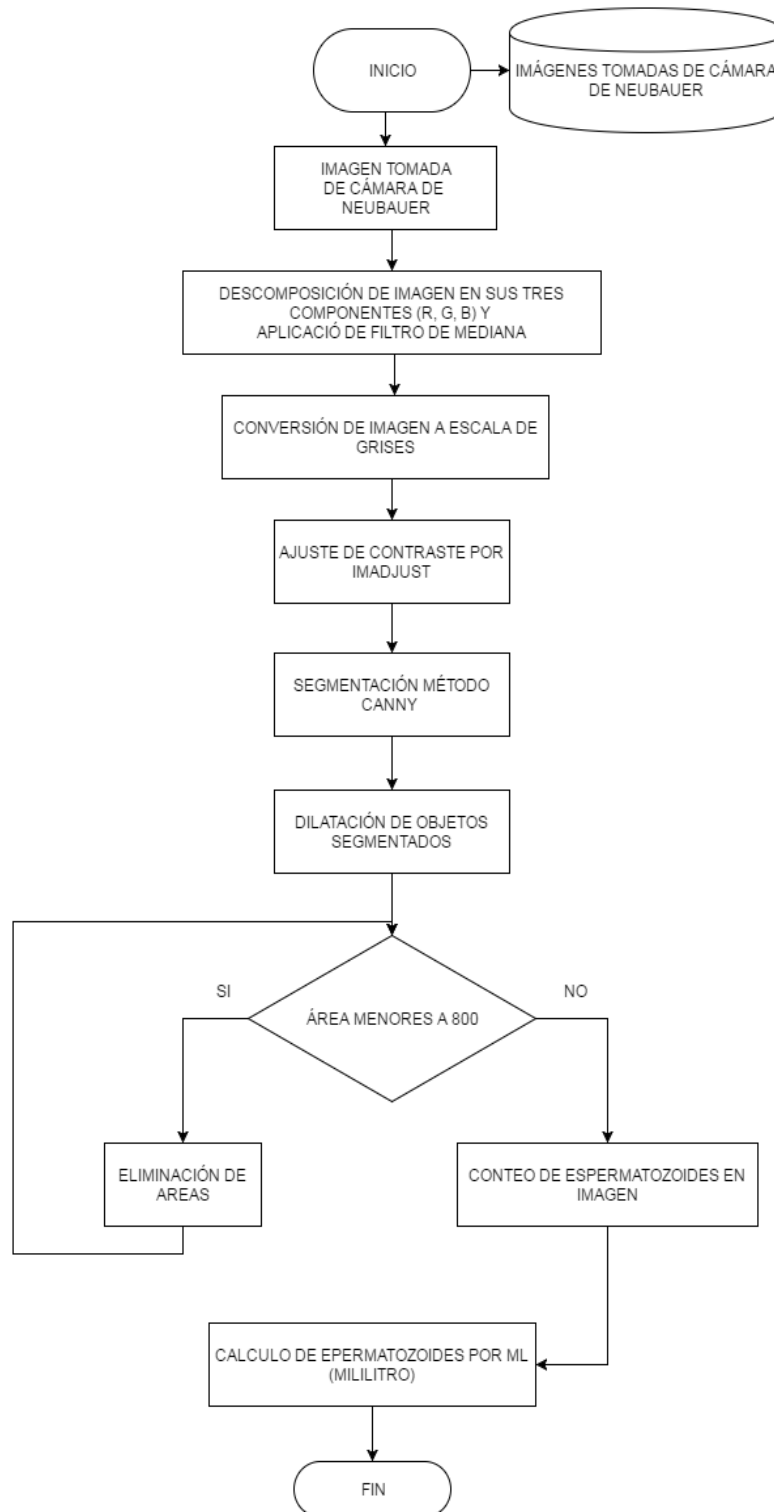 INICIO
IMÁGENES TOMADAS DE CÁMARA
DE NEUBAUER
IMAGEN TOMADA
DE CÁMARA DE
NEUBAUER
DESCOMPOSICIÓN DE IMAGEN EN SUS TRES
COMPONENTES (R, G, B) Y
APLICACIÓ DE FILTRO DE MEDIANA
CONVERSIÓN DE IMAGEN A ESCALA DE
GRISES
AJUSTE DE CONTRASTE POR
IMADJUST
SEGMENTACIÓN MÉTODO
CANNY
DILATACIÓN DE OBJETOS
SEGMENTADOS
SI
NO
ÁREA MENORES A 800
ELIMINACIÓN DE
AREAS
CONTEO DE ESPERMATOZOIDES EN
IMAGEN
CALCULO DE EPERMATOZOIDES POR ML
(MILILITRO)
FIN